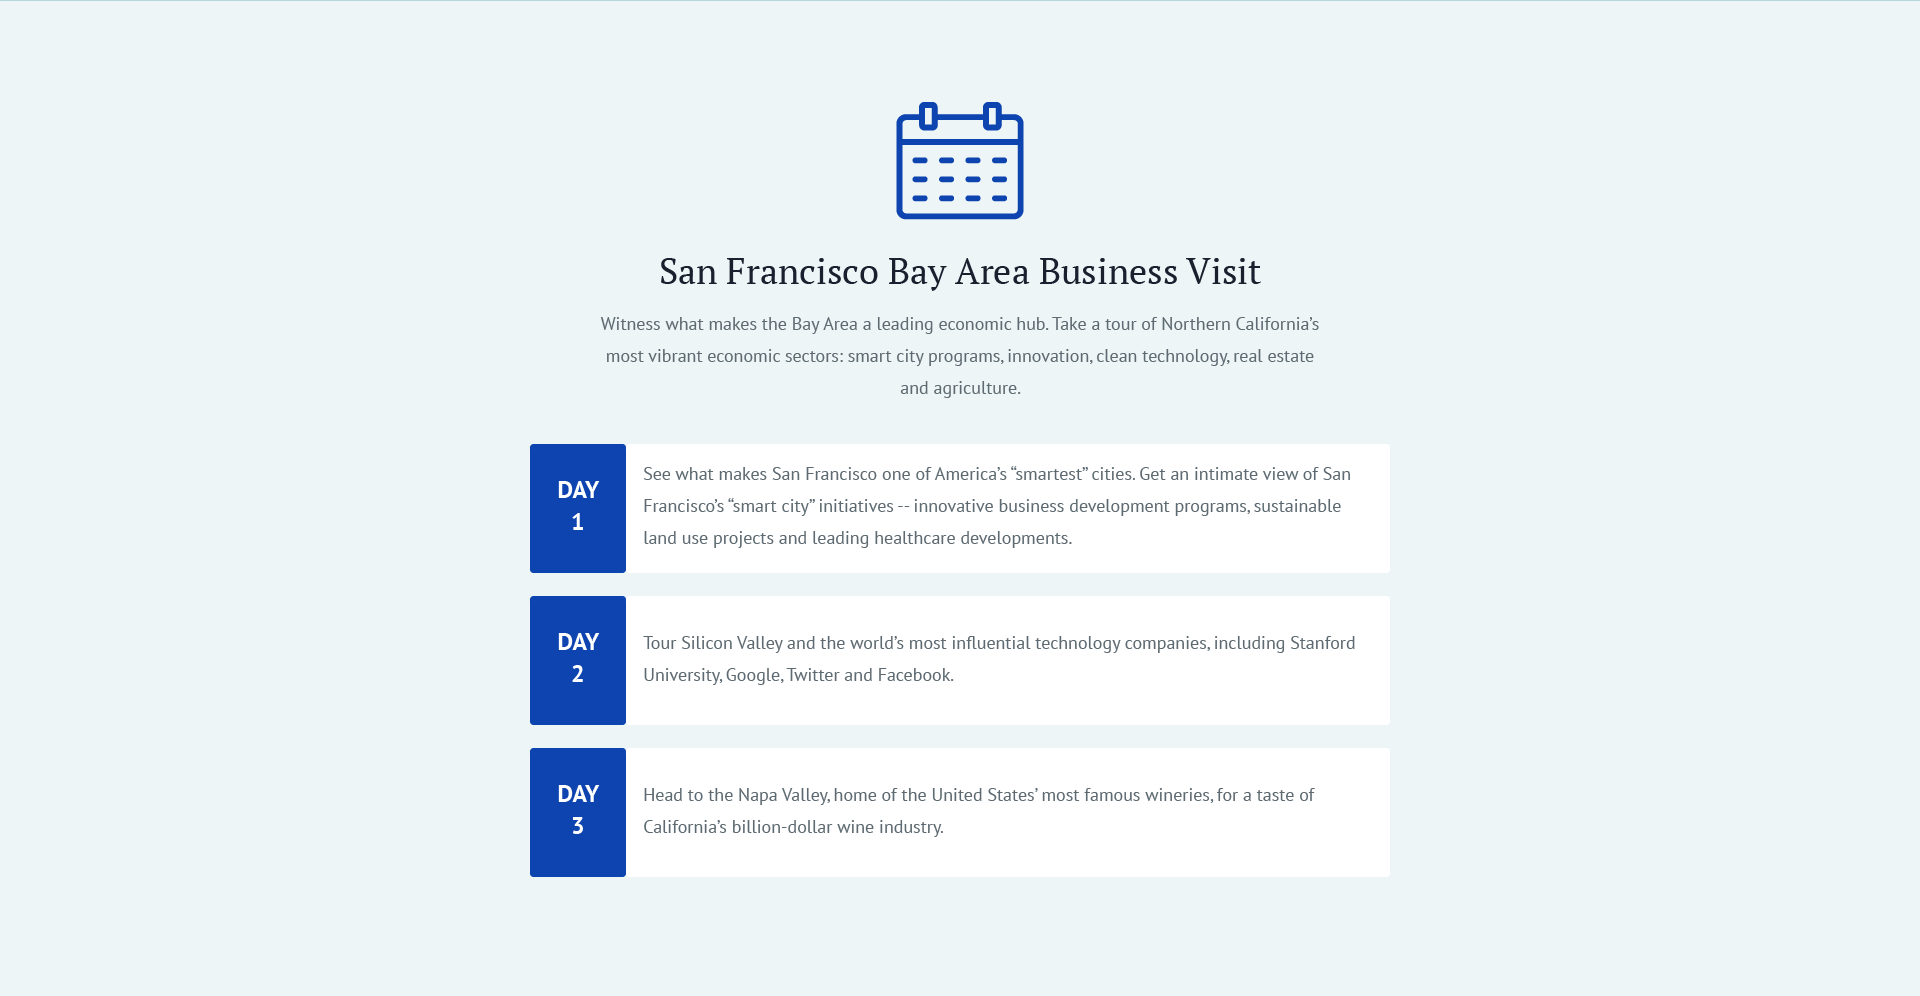 San Francisco Bay Area Business Visit
Witness what makes the Bay Area a leading economic hub. Take a tour of Northern California’s
most vibrant economic sectors: smart city programs, innovation, clean technology, real estate
and agriculture.
DAY
1
See what makes San Francisco one of America’s “smartest” cities. Get an intimate view of San
Francisco’s “smart city” initiatives -- innovative business development programs, sustainable
land use projects and leading healthcare developments.
DAY
2
Tour Silicon Valley and the world’s most influential technology companies, including Stanford
University, Google, Twitter and Facebook.
DAY
3
Head to the Napa Valley, home of the United States’ most famous wineries, for a taste of
California’s billion-dollar wine industry.